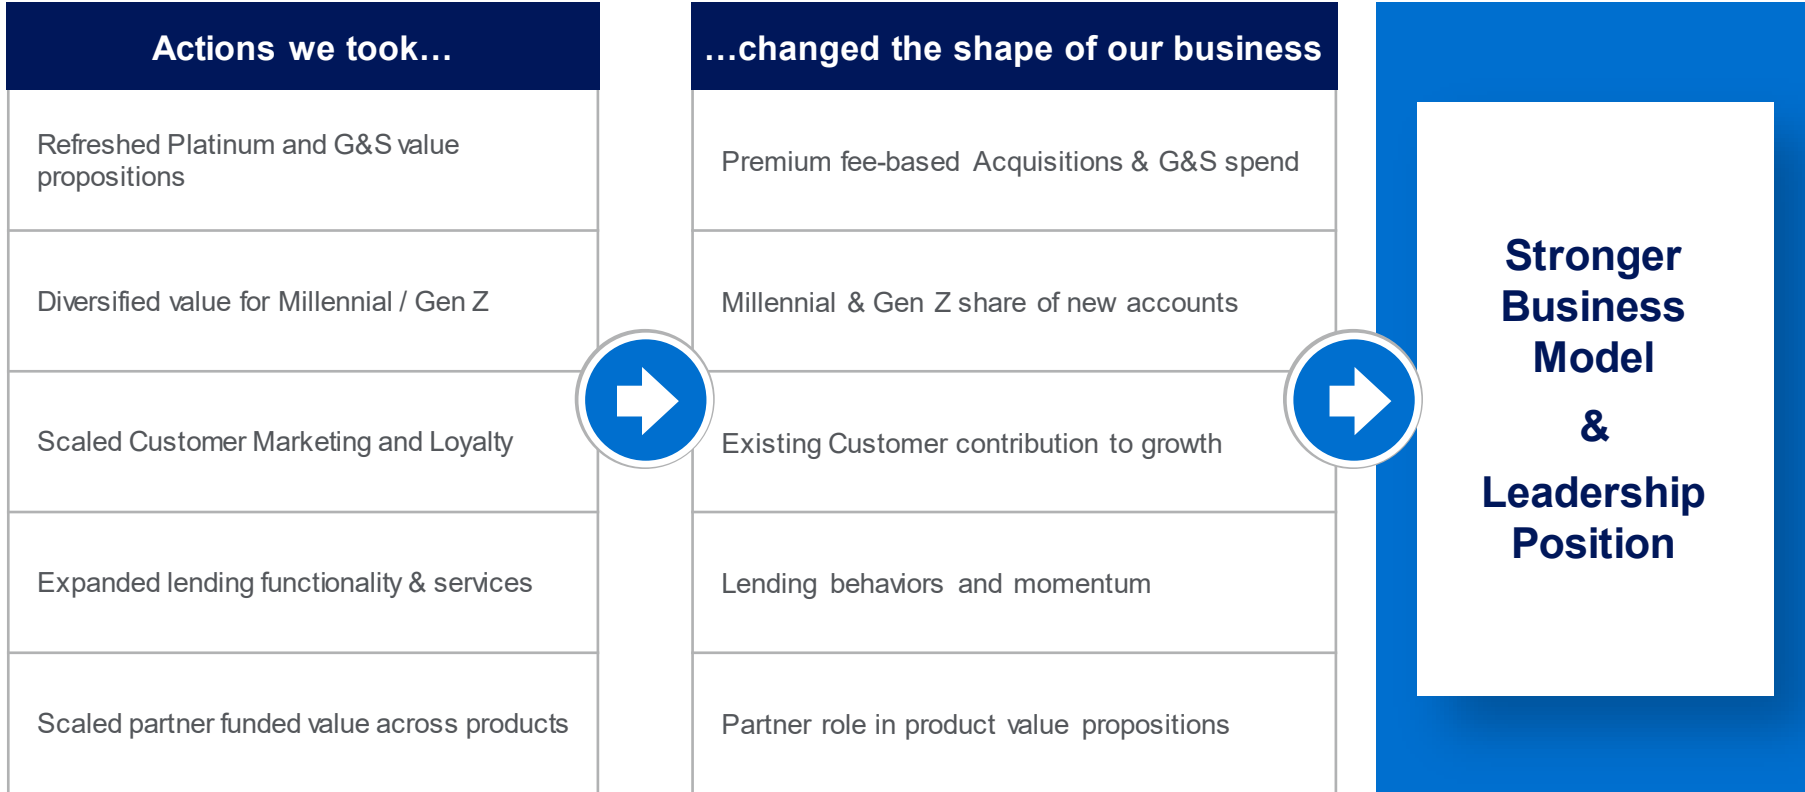 Actions we took…
Refreshed Platinum and G&S value
propositions
Diversified value for Millennial / Gen Z
Scaled Customer Marketing and Loyalty
Expanded lending functionality & services
Scaled partner funded value across products
…changed the shape of our business
Premium fee-based Acquisitions & G&S spend
Millennial & Gen Z share of new accounts
Existing Customer contribution to growth
Lending behaviors and momentum
Partner role in product value propositions
Stronger
Business
Model
&
Leadership
Position